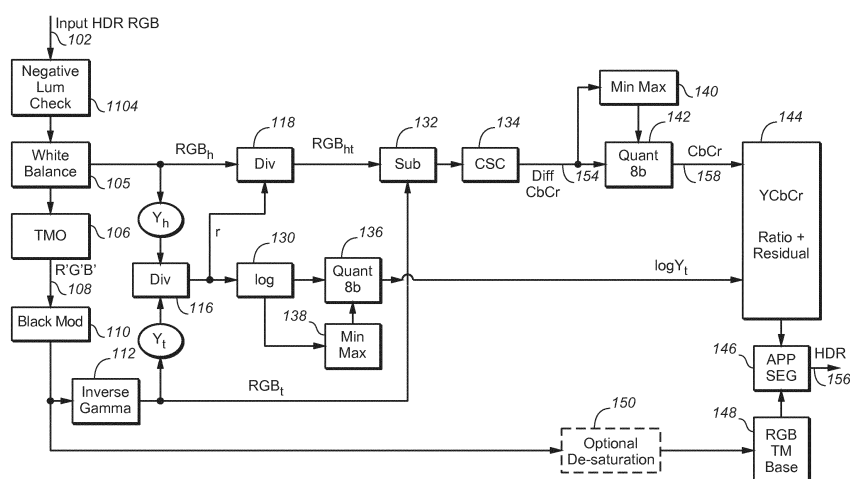 Input HDR RGB
102
Negative
Lum
Check
1104
White
Balance
105
TMO
106
R'G'B'
108
Black Mod
110
112
Inverse
Gamma
RGBh
Yh
Div
116
Yt
RGBt
118
Div
r
RGBht
130
log
136
Quant
8b
138
Min
Max
132
Sub
134
CSC
Diff
CbCr
154
Min Max
140
142
Quant
8b
CbCr
158
logYt
144
YCbCr
Ratio +
Residual
146
APP
SEG
HDR
156
148
RGB
TM
Base
150
Optional
De-saturation